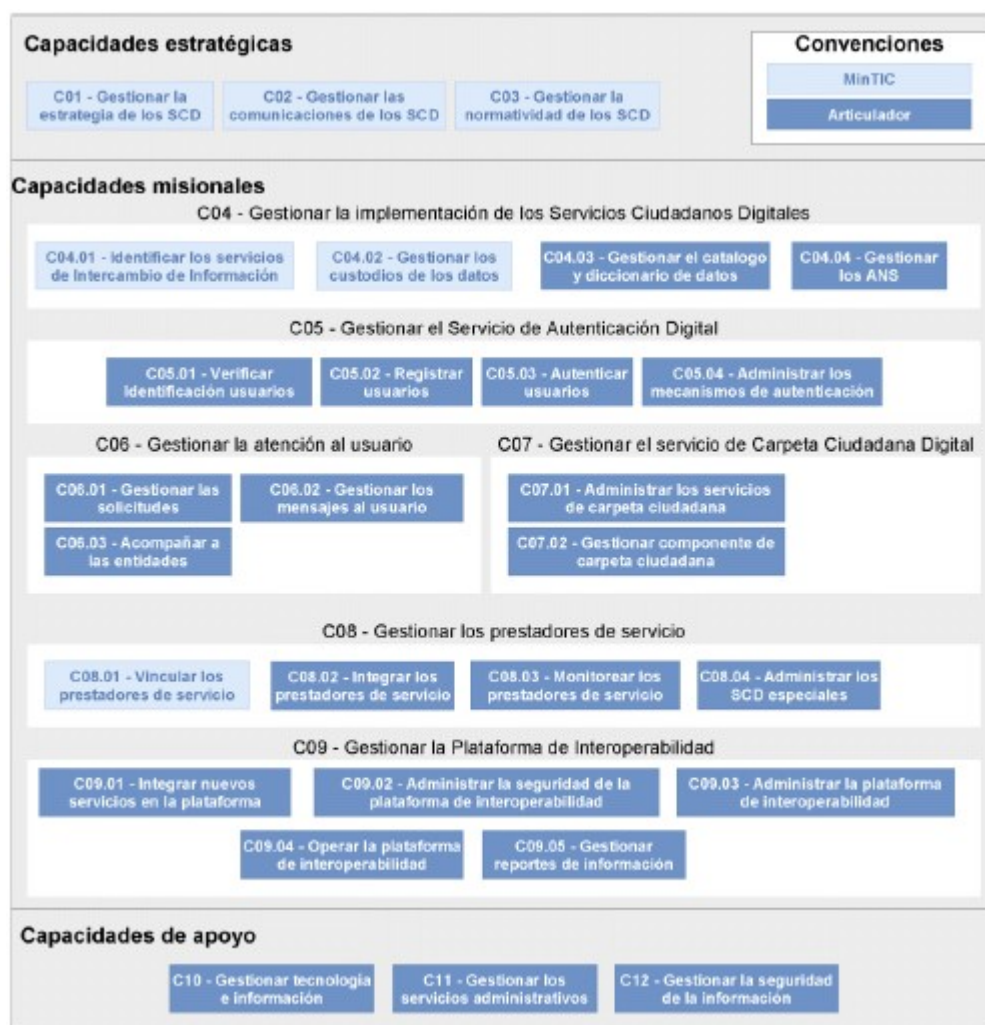 Capacidades estratégicas
Convenciones
MinTIC
Articulador
C01 - Gestionar la
estrategia de los SCD
C02 - Gestionar las
comunicaciones de los SCD
C03 - Gestionar la
normatividad de los SCD
Capacidades misionales
C04 - Gestionar la implementación de los Servicios Ciudadanos Digitales
C04.01 - Identificar los servicios
de Intercambio de Información
C04.02 - Gestionar los
custodios de los datos
C04.03 - Gestionar el catalogo
y diccionario de datos
C04.04 - Gestionar
los ANS
C05 - Gestionar el Servicio de Autenticación Digital
C05.01 - Verificar
identificación usuarios
C05.02 - Registrar
usuarios
C05.03 - Autenticar
usuarios
C05.04 - Administrar los
mecanismos de autenticación
C06 - Gestionar la atención al usuario
C06.01 - Gestionar las
solicitudes
C06.02 - Gestionar los
mensajes al usuario
C06.03 - Acompañar a
las entidades
C07 - Gestionar el servicio de Carpeta Ciudadana Digital
C07.01 - Administrar los servicios
de carpeta ciudadana
C07.02 - Gestionar componente de
carpeta ciudadana
C08 - Gestionar los prestadores de servicio
C08.01 - Vincular los
prestadores de servicio
C08.02 - Integrar los
prestadores de servicio
C08.03 - Monitorear los
prestadores de servicio
C08.04 - Administrar los
SCD especiales
C09 - Gestionar la Plataforma de Interoperabilidad
C09.01 - Integrar nuevos
servicios en la plataforma
C09.02 - Administrar la seguridad de la
plataforma de interoperabilidad
C09.03 - Administrar la plataforma
de interoperabilidad
C09.04 - Operar la plataforma
de interoperabilidad
C09.05 - Gestionar
reportes de información
Capacidades de apoyo
C10 - Gestionar tecnología
e información
C11 - Gestionar los
servicios administrativos
C12 - Gestionar la seguridad
de la información